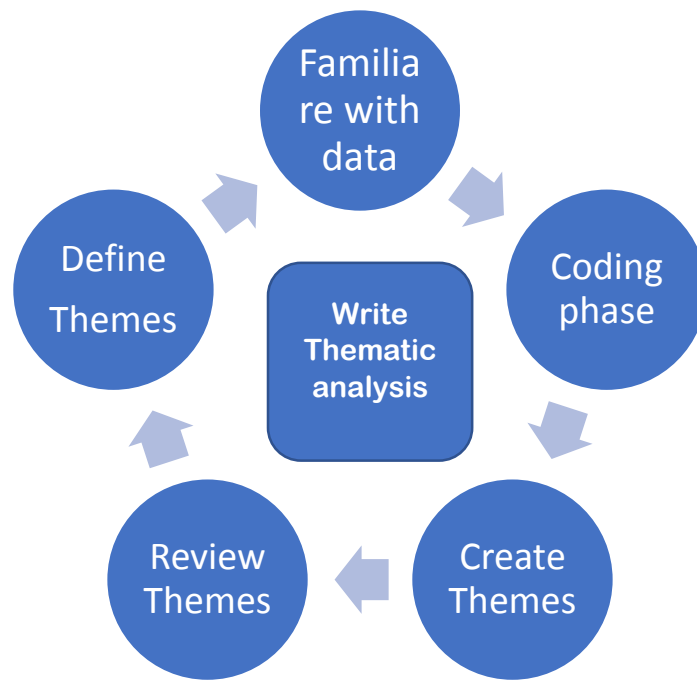 Familia
re with
data
Coding
phase
Create
Themes
Review
Themes
Define
Themes
Write
Thematic
analysis